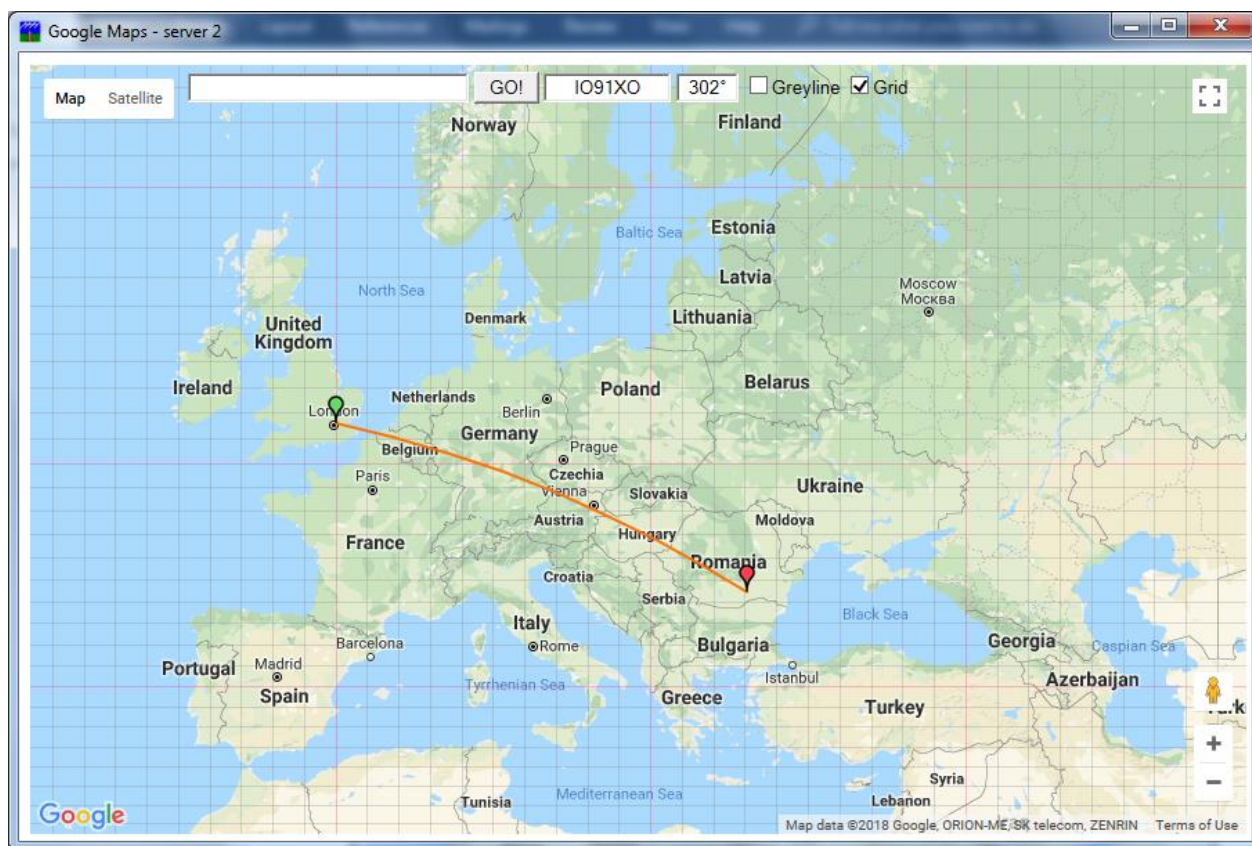 Google Maps - server 2
Map Satellite
GO! IO91XO 302° Greyline Grid
Norway
Finland
Estonia
Baltic Sea
Latvia
Moscow
Москва
North Sea
Denmark
Lithuania
United
Kingdom
Ireland
Netherlands
Poland
Belarus
London
Berlin
Germany
Belgium
Prague
Paris
Czechia
Vienna
Slovakia
Ukraine
Austria
Hungary
Moldova
France
Romania
Croatia
Serbia
Black Sea
Italy
Rome
Barcelona
Bulgaria
Georgia
Caspian Sea
Portugal
Madrid
Spain
Tyrrhenian Sea
Greece
Istanbul
Azerbaijan
Turkey
Syria
Tunisia
Mediterranean Sea
Lebanon
Google
Map data ©2018 Google, ORION-ME, SK telecom, ZENRIN Terms of Use